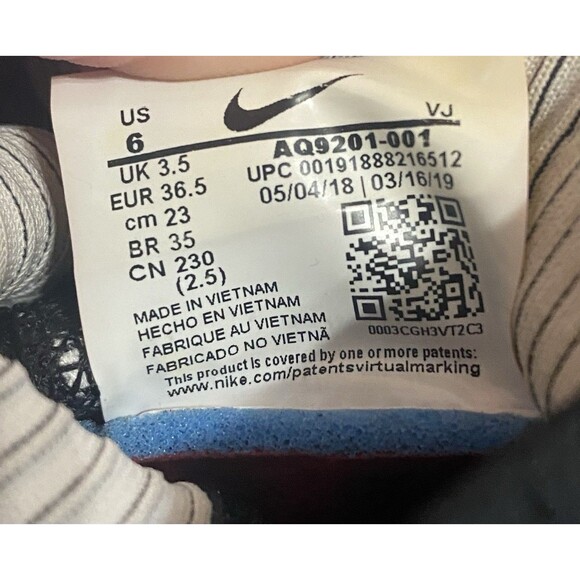 US
6
UK 3.5
EUR 36.5
cm 23
BR 35
CN 230
(2.5)
VJ
AQ9201-001
UPC 00191888216512
05/04/18 | 03/16/19
0003CGH3VT2C3
MADE IN VIETNAM
HECHO EN VIETNAM
FABRIQUE AU VIETNAM
FABRICADO NO VIETNÃ
This product is covered by one or more patents:
www.nike.com/patentsvirtualmarking